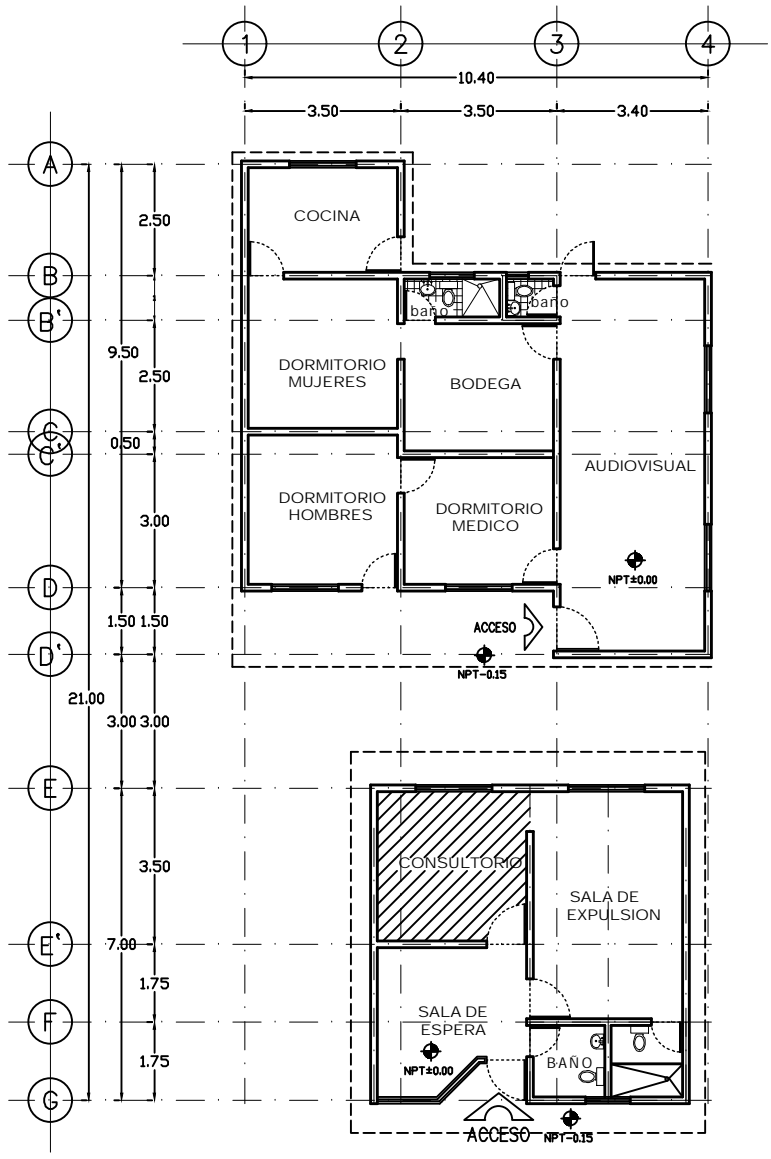 1 2 3 4
10.40
3.50 3.50 3.40
A
2.50
COCINA
B
baño baño
B'
9.50
2.50
DORMITORIO
MUJERES
BODEGA
C
0.50
C'
AUDIOVISUAL
DORMITORIO
HOMBRES
DORMITORIO
MEDICO
3.00
NPT±0.00
D
1.50 1.50
ACCESO
D'
NPT-0.15
21.00
3.00 3.00
E
3.50
CONSULTORIO
SALA DE
EXPULSION
E'
7.00
1.75
SALA DE
ESPERA
F
BAÑO
NPT±0.00
1.75
G
ACCESO
NPT-0.15